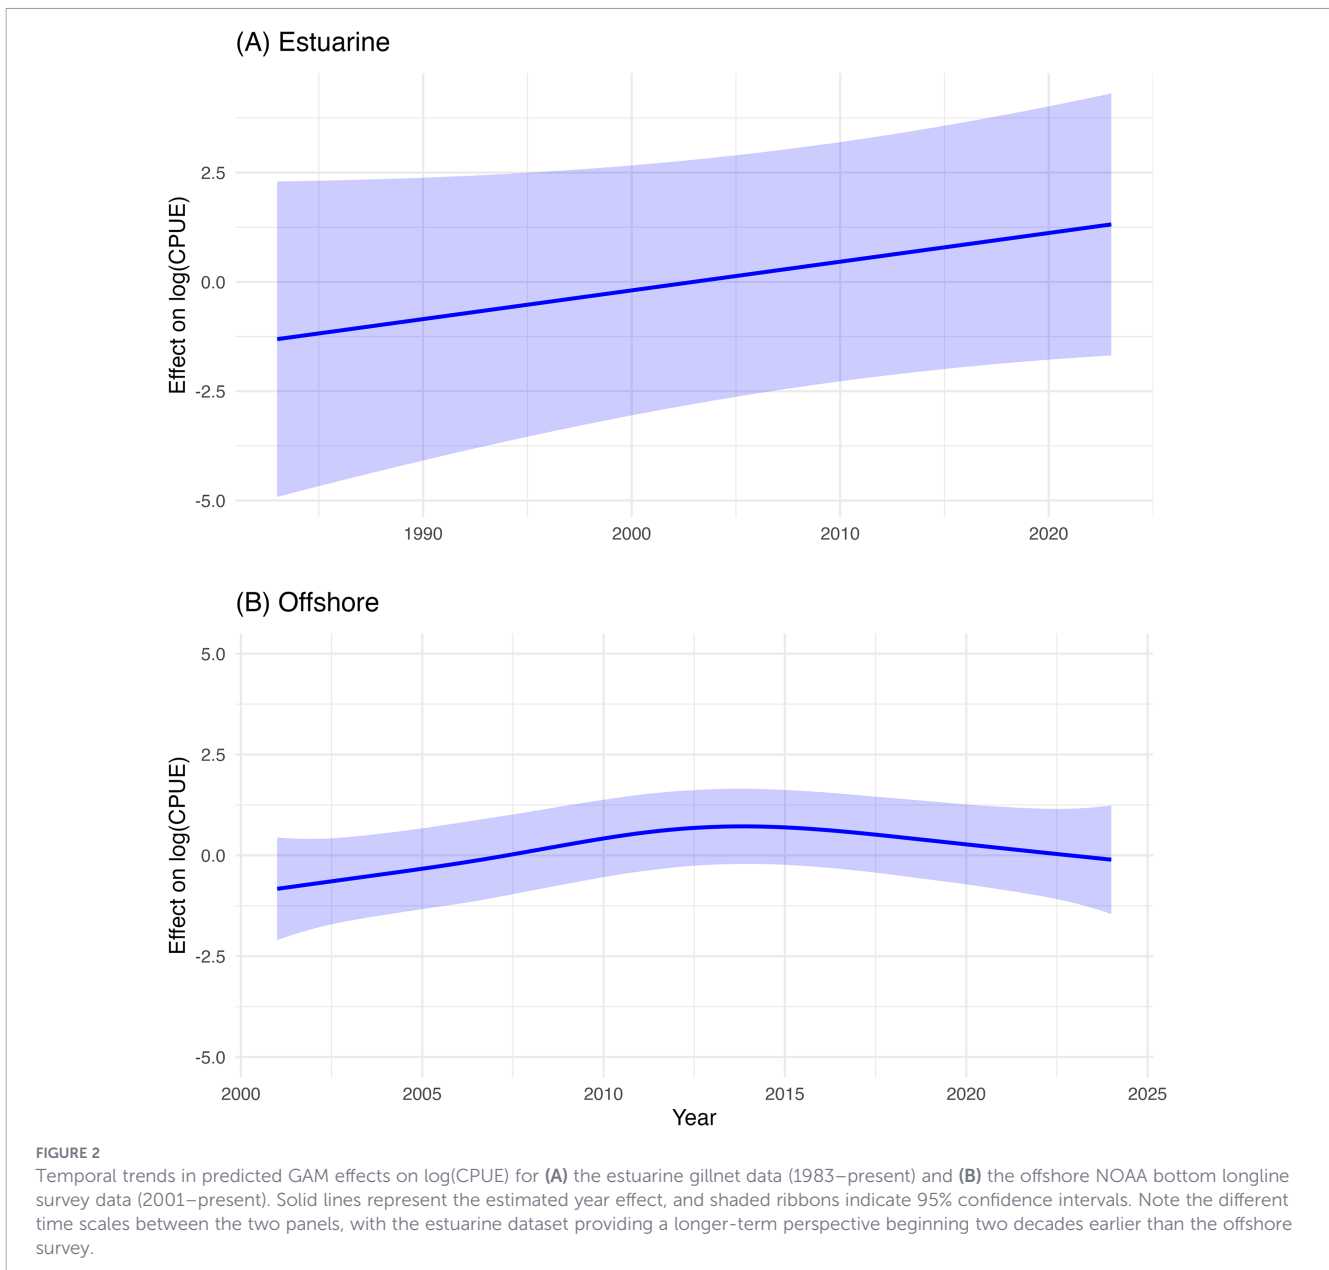 (A) Estuarine
Effect on log(CPUE)
2.5
0.0
-2.5
-5.0
1990 2000 2010 2020
(B) Offshore
Effect on log(CPUE)
5.0
2.5
0.0
-2.5
-5.0
2000 2005 2010 2015 2020 2025
Year
FIGURE 2
Temporal trends in predicted GAM effects on log(CPUE) for (A) the estuarine gillnet data (1983–present) and (B) the offshore NOAA bottom longline
survey data (2001–present). Solid lines represent the estimated year effect, and shaded ribbons indicate 95% confidence intervals. Note the different
time scales between the two panels, with the estuarine dataset providing a longer-term perspective beginning two decades earlier than the offshore
survey.